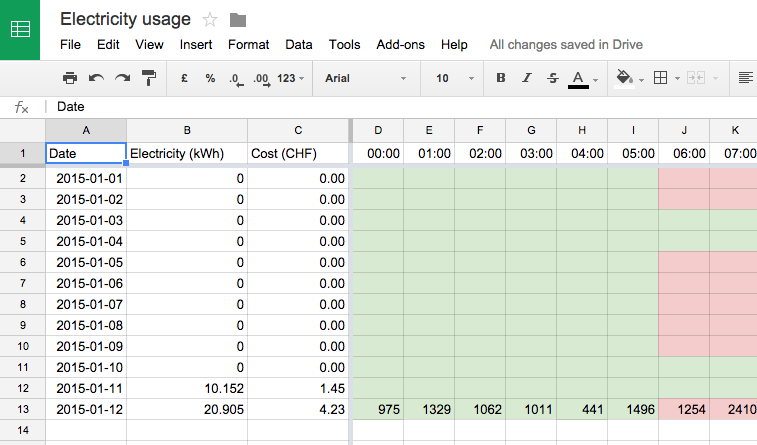 Electricity usage
File Edit View Insert Format Data Tools Add-ons Help All changes saved in Drive
£ % .0 .00 123 Arial 10 B I S A
fx Date
A B C D E F G H I J K
1 Date Electricity (kWh) Cost (CHF) 00:00 01:00 02:00 03:00 04:00 05:00 06:00 07:00
2 2015-01-01 0 0.00
3 2015-01-02 0 0.00
4 2015-01-03 0 0.00
5 2015-01-04 0 0.00
6 2015-01-05 0 0.00
7 2015-01-06 0 0.00
8 2015-01-07 0 0.00
9 2015-01-08 0 0.00
10 2015-01-09 0 0.00
11 2015-01-10 0 0.00
12 2015-01-11 10.152 1.45
13 2015-01-12 20.905 4.23 975 1329 1062 1011 441 1496 1254 2410
14